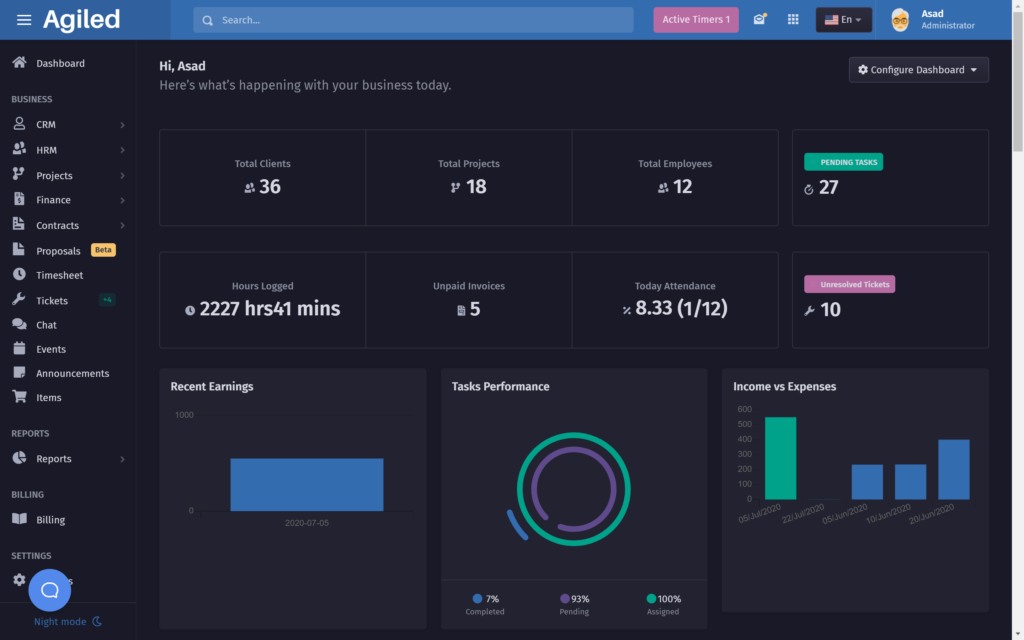 Agiled
Search...
Active Timers 1
En
Asad
Administrator
Dashboard
BUSINESS
CRM
HRM
Projects
Finance
Contracts
Proposals Beta
Timesheet
Tickets +4
Chat
Events
Announcements
Items
REPORTS
Reports
BILLING
Billing
SETTINGS
Night mode
Hi, Asad
Here's what's happening with your business today.
Configure Dashboard
Total Clients
36
Total Projects
18
Total Employees
12
PENDING TASKS
27
Hours Logged
2227 hrs41 mins
Unpaid Invoices
5
Today Attendance
8.33 (1/12)
Unresolved Tickets
10
Recent Earnings
1000
0
2020-07-05
Tasks Performance
7%
Completed
93%
Pending
100%
Assigned
Income vs Expenses
600
500
400
300
200
100
0
05/Jul/2020
22/Jul/2020
05/Jun/2020
10/Jun/2020
20/Jun/2020